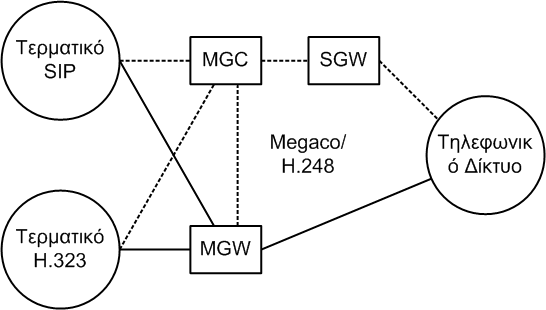 Τερματικό
SIP
MGC
SGW
Megaco/
H.248
Τηλεφωνικ
ό Δίκτυο
Τερματικό
H.323
MGW